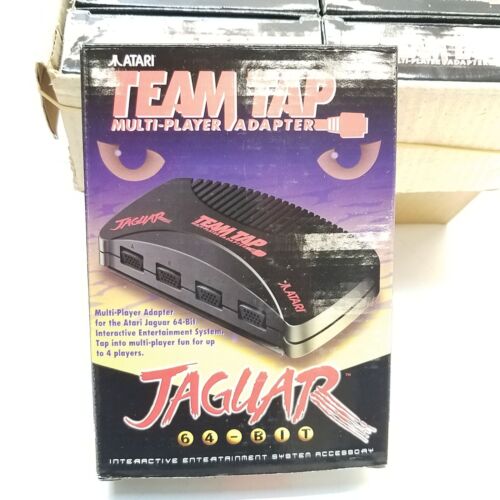 ATARI
TEAM TAP
MULTI-PLAYER ADAPTER
JAGUAR
TEAM TAP
ATARI
Multi-Player Adapter
for the Atari Jaguar 64-Bit
Interactive Entertainment System.
Tap into multi-player fun for up
to 4 players.
JAGUAR™
64-BIT
INTERACTIVE ENTERTAINMENT SYSTEM ACCESSORY